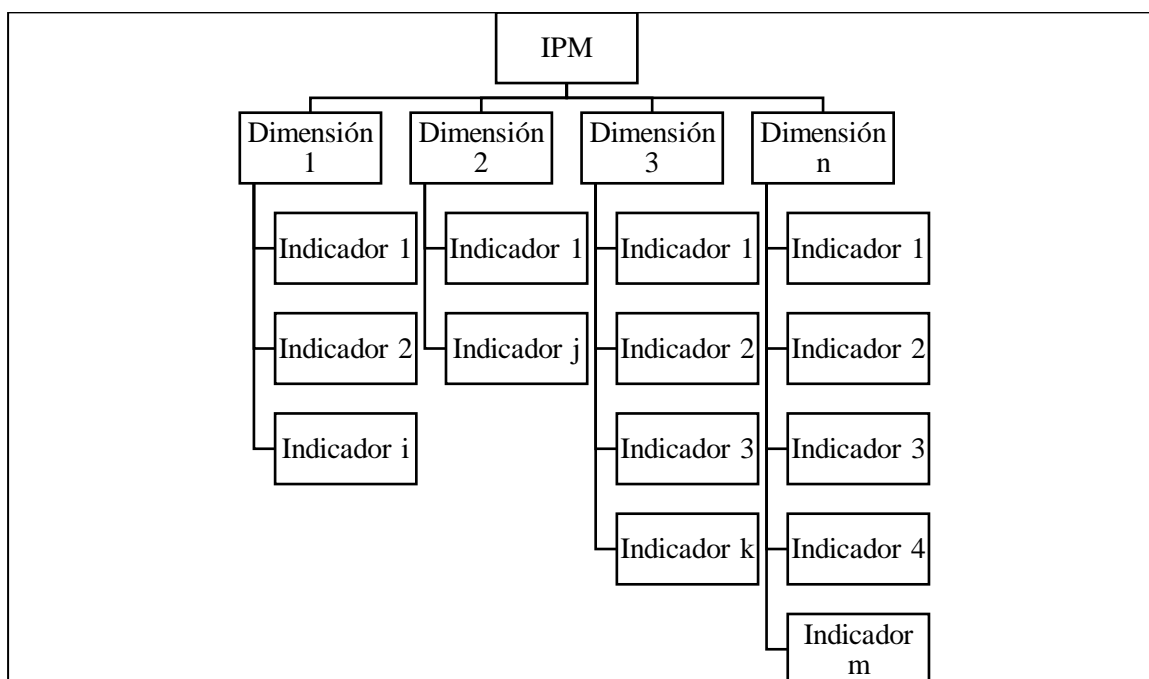 IPM
Dimensión
1
Dimensión
2
Dimensión
3
Dimensión
n
Indicador 1
Indicador 2
Indicador i
Indicador 1
Indicador j
Indicador 1
Indicador 2
Indicador 3
Indicador k
Indicador 1
Indicador 2
Indicador 3
Indicador 4
Indicador
m